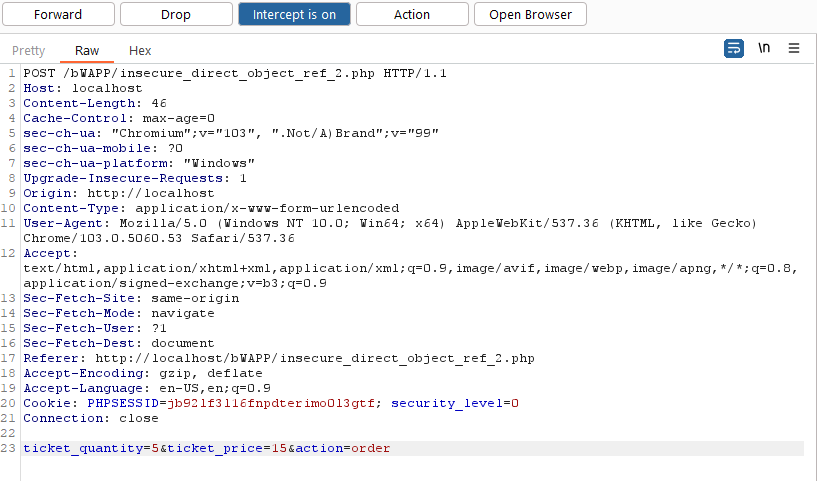 Forward Drop Intercept is on Action Open Browser
Pretty Raw Hex \n
1 POST /bWAPP/insecure_direct_object_ref_2.php HTTP/1.1
2 Host: localhost
3 Content-Length: 46
4 Cache-Control: max-age=0
5 sec-ch-ua: "Chromium";v="103", ".Not/A)Brand";v="99"
6 sec-ch-ua-mobile: ?0
7 sec-ch-ua-platform: "Windows"
8 Upgrade-Insecure-Requests: 1
9 Origin: http://localhost
10 Content-Type: application/x-www-form-urlencoded
11 User-Agent: Mozilla/5.0 (Windows NT 10.0; Win64; x64) AppleWebKit/537.36 (KHTML, like Gecko)
Chrome/103.0.5060.53 Safari/537.36
12 Accept:
text/html,application/xhtml+xml,application/xml;q=0.9,image/avif,image/webp,image/apng,*/*;q=0.8,
application/signed-exchange;v=b3;q=0.9
13 Sec-Fetch-Site: same-origin
14 Sec-Fetch-Mode: navigate
15 Sec-Fetch-User: ?1
16 Sec-Fetch-Dest: document
17 Referer: http://localhost/bWAPP/insecure_direct_object_ref_2.php
18 Accept-Encoding: gzip, deflate
19 Accept-Language: en-US,en;q=0.9
20 Cookie: PHPSESSID=jb921f3ll6fnpdterimo0l3gtf; security_level=0
21 Connection: close
22
23 ticket_quantity=5&ticket_price=15&action=order